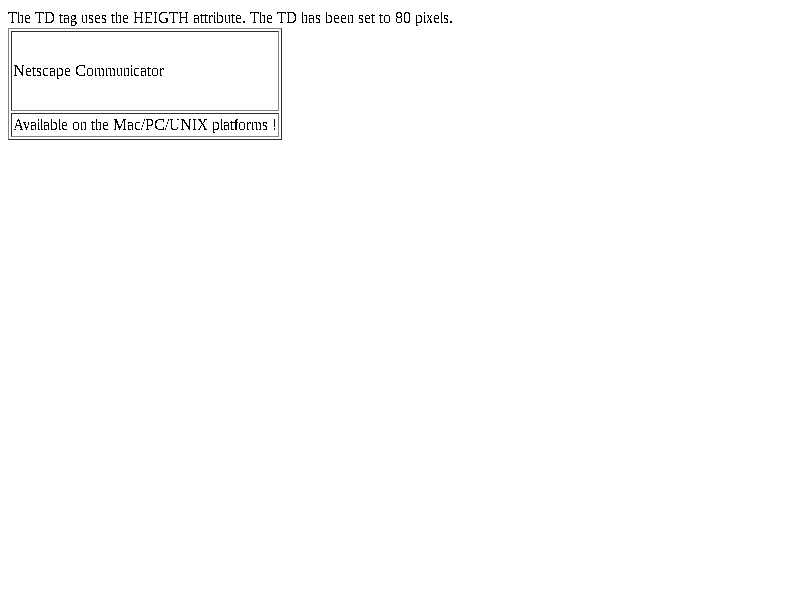 The TD tag uses the HEIGTH attribute. The TD has been set to 80 pixels.
Netscape Communicator
Available on the Mac/PC/UNIX platforms !